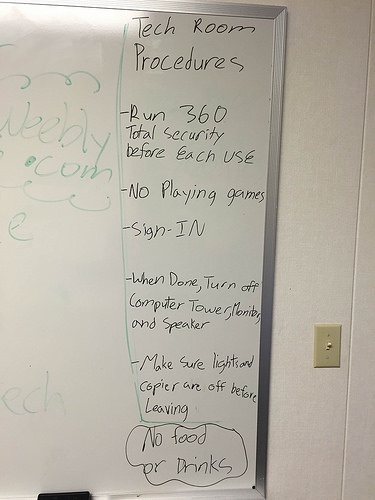 Tech Room
Procedures
-Run 360
Total security
before Each USE
-No Playing games
-Sign-IN
-When Done, Turn off
Computer Tower, Monitor,
and Speaker
-Make Sure lights and
Copier are off before
Leaving
No food
or Drinks
weebly
.com
e
ech